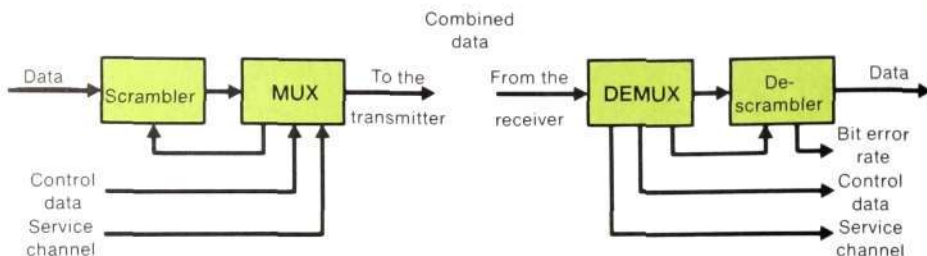 Combined
data
Data
Scrambler
MUX
To the
transmitter
Control
data
Service
channel
From the
receiver
DEMUX
De-
scrambler
Data
Bit error
rate
Control
data
Service
channel